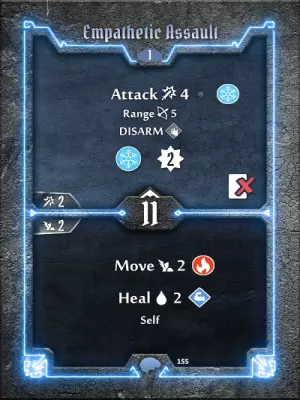 Empathetic Assault
1
Attack 4
Range 5
DISARM
2
2
11
2
Move 2
Heal 2
Self
155